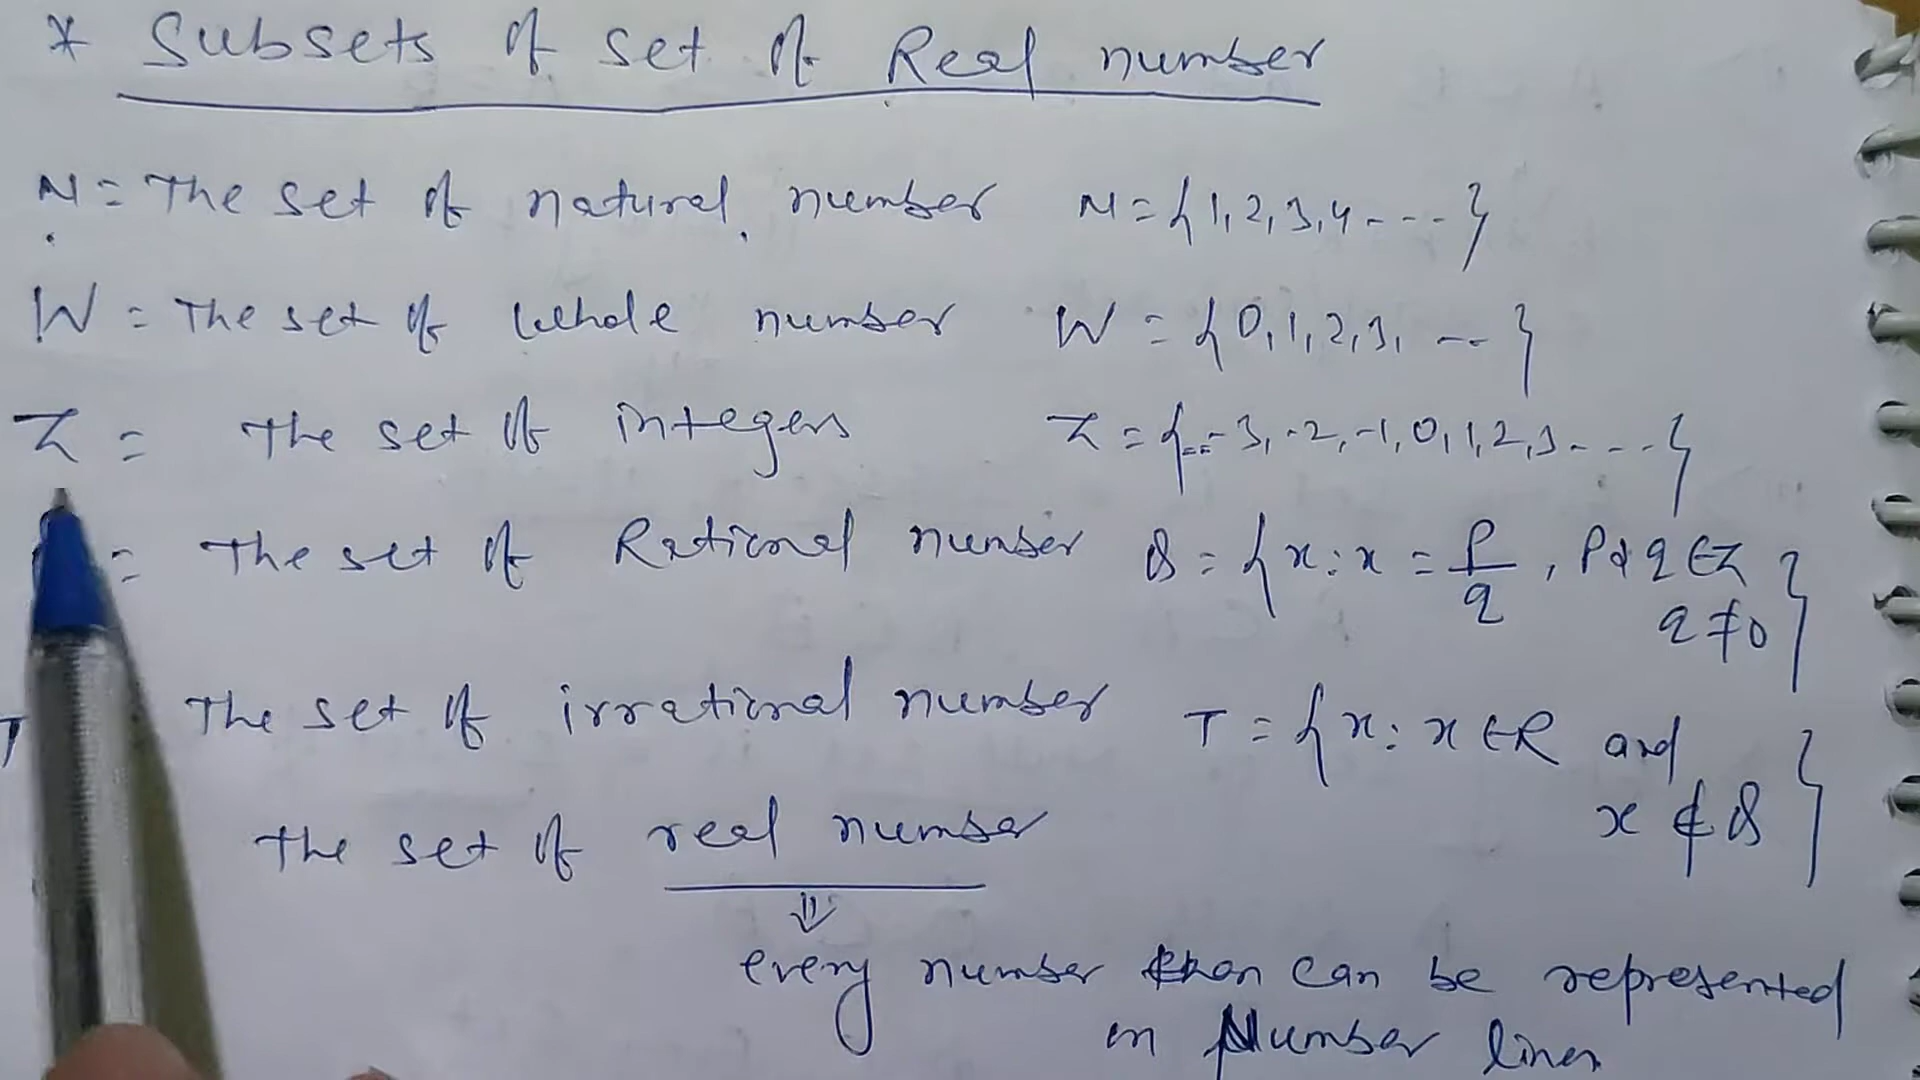 * Subsets of set of Real number
N = The set of natural number N = {1, 2, 3, 4 - - - }
W = The set of whole number W = {0, 1, 2, 3, -- }
Z = The set of integers Z = {-- -3, -2, -1, 0, 1, 2, 3 - - - }
= The set of Rational number Q = {x : x = P/q , P & q ∈ Z q ≠ 0 }
T The set of irrational number T = {x : x ∈ R and x ∉ Q }
The set of real number
⇓
every number can be represented
on Number line